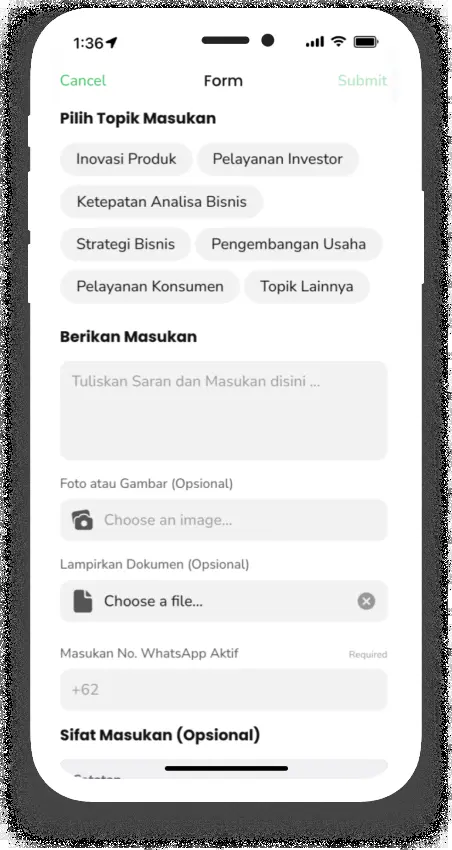 1:36
Cancel Form Submit
Pilih Topik Masukan
Inovasi Produk Pelayanan Investor
Ketepatan Analisa Bisnis
Strategi Bisnis Pengembangan Usaha
Pelayanan Konsumen Topik Lainnya
Berikan Masukan
Tuliskan Saran dan Masukan disini ...
Foto atau Gambar (Opsional)
Choose an image...
Lampirkan Dokumen (Opsional)
Choose a file...
Masukan No. WhatsApp Aktif Required
+62
Sifat Masukan (Opsional)